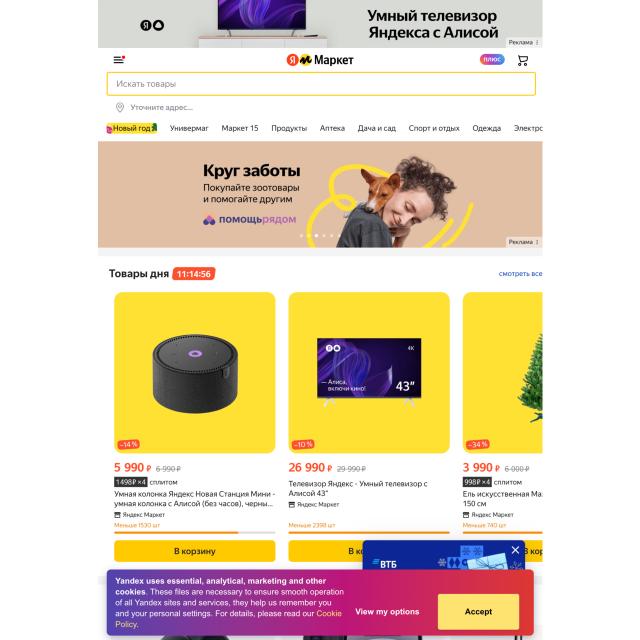 Умный телевизор
Яндекса с Алисой
Реклама
Я Маркет
плюс
Искать товары
Уточните адрес...
Новый год Универмаг Маркет 15 Продукты Аптека Дача и сад Спорт и отдых Одежда Электрс
Круг заботы
Покупайте зоотовары
и помогайте другим
помощьрядом
Реклама
Товары дня 11:14:56 смотреть все
— Алиса,
включи кино!
4K
43”
−14 %
−10 %
−34 %
5 990 ₽ 6 990 ₽
1 498₽ ×4 сплитом
Умная колонка Яндекс Новая Станция Мини -
умная колонка с Алисой (без часов), черны...
Яндекс Маркет
Меньше 1530 шт
В корзину
26 990 ₽ 29 990 ₽
Телевизор Яндекс - Умный телевизор с
Алисой 43"
Яндекс Маркет
Меньше 2398 шт
3 990 ₽ 6 000 ₽
998₽ ×4 сплитом
Ель искусственная Ма
150 см
Яндекс Маркет
Меньше 740 шт
ВТБ
Yandex uses essential, analytical, marketing and other
cookies. These files are necessary to ensure smooth operation
of all Yandex sites and services, they help us remember you
and your personal settings. For details, please read our Cookie
Policy.
View my options
Accept